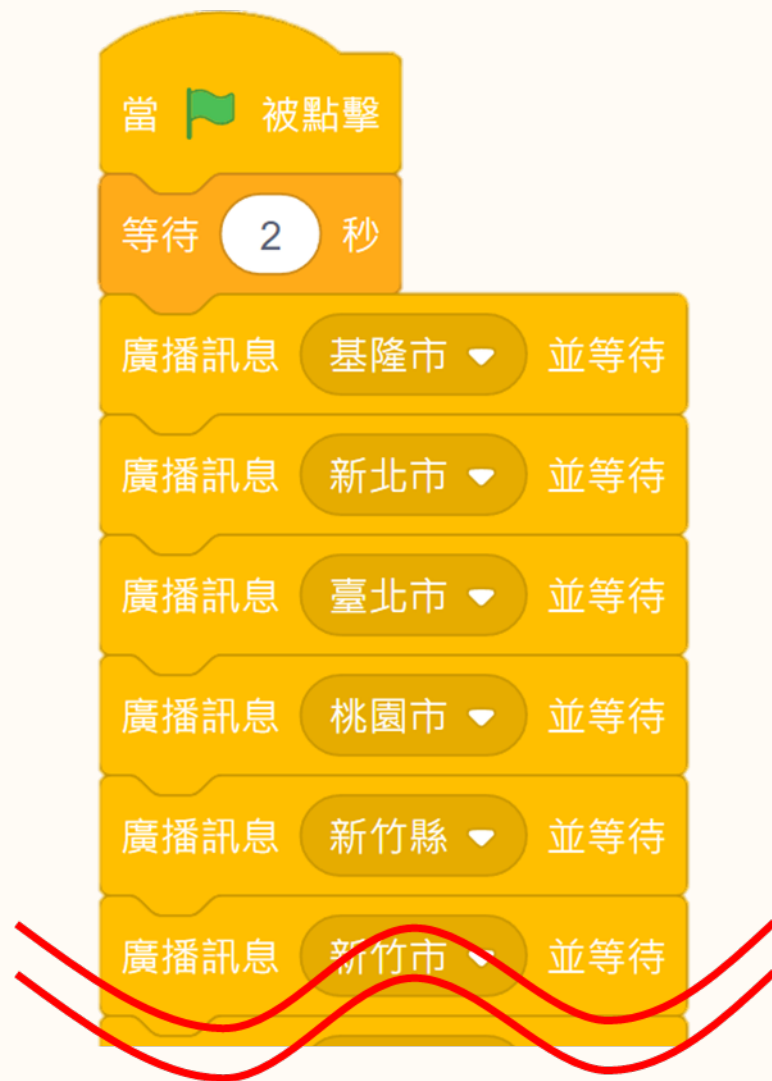 當 被點擊
等待 2 秒
廣播訊息 基隆市 並等待
廣播訊息 新北市 並等待
廣播訊息 臺北市 並等待
廣播訊息 桃園市 並等待
廣播訊息 新竹縣 並等待
廣播訊息 新竹市 並等待